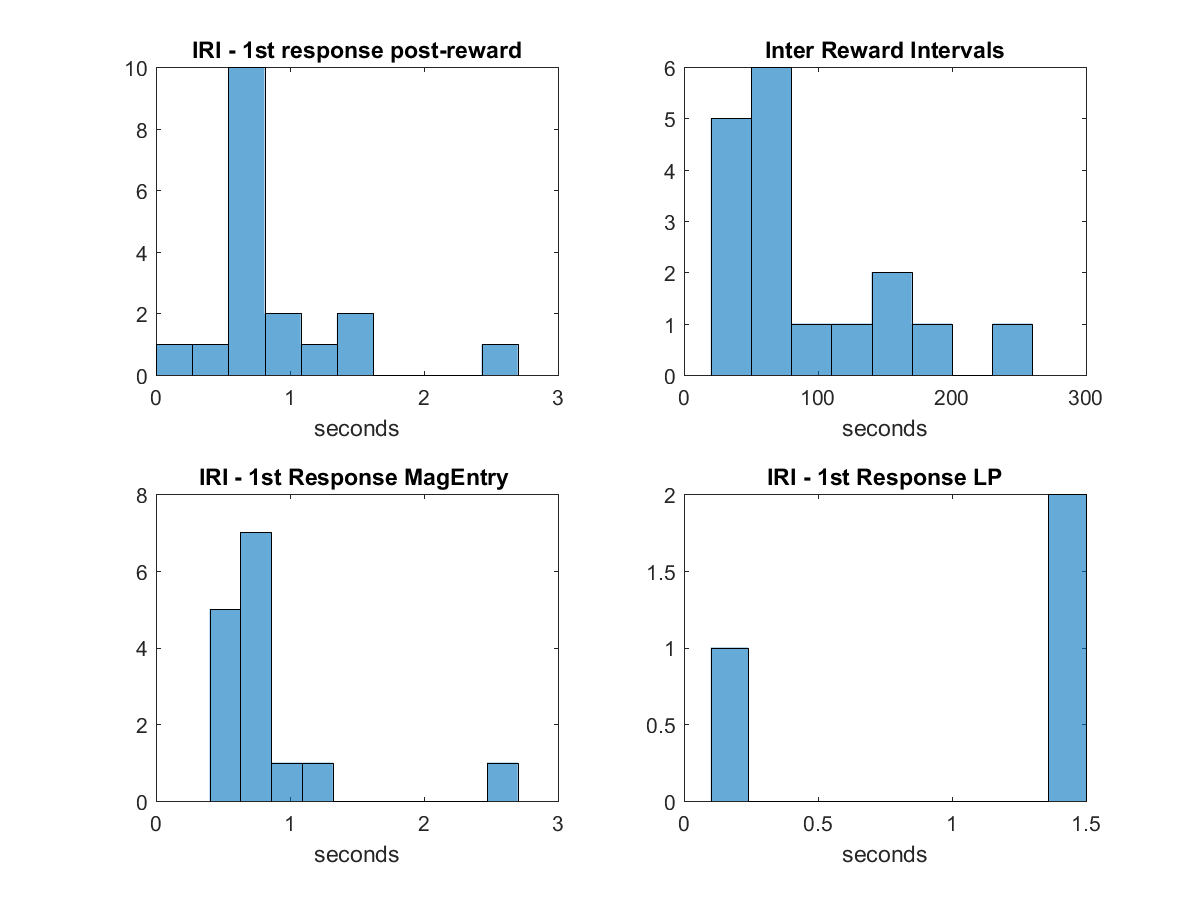 IRI - 1st response post-reward
10
8
6
4
2
0
0 1 2 3
seconds
Inter Reward Intervals
6
5
4
3
2
1
0
0 100 200 300
seconds
IRI - 1st Response MagEntry
8
6
4
2
0
0 1 2 3
seconds
IRI - 1st Response LP
2
1.5
1
0.5
0
0 0.5 1 1.5
seconds